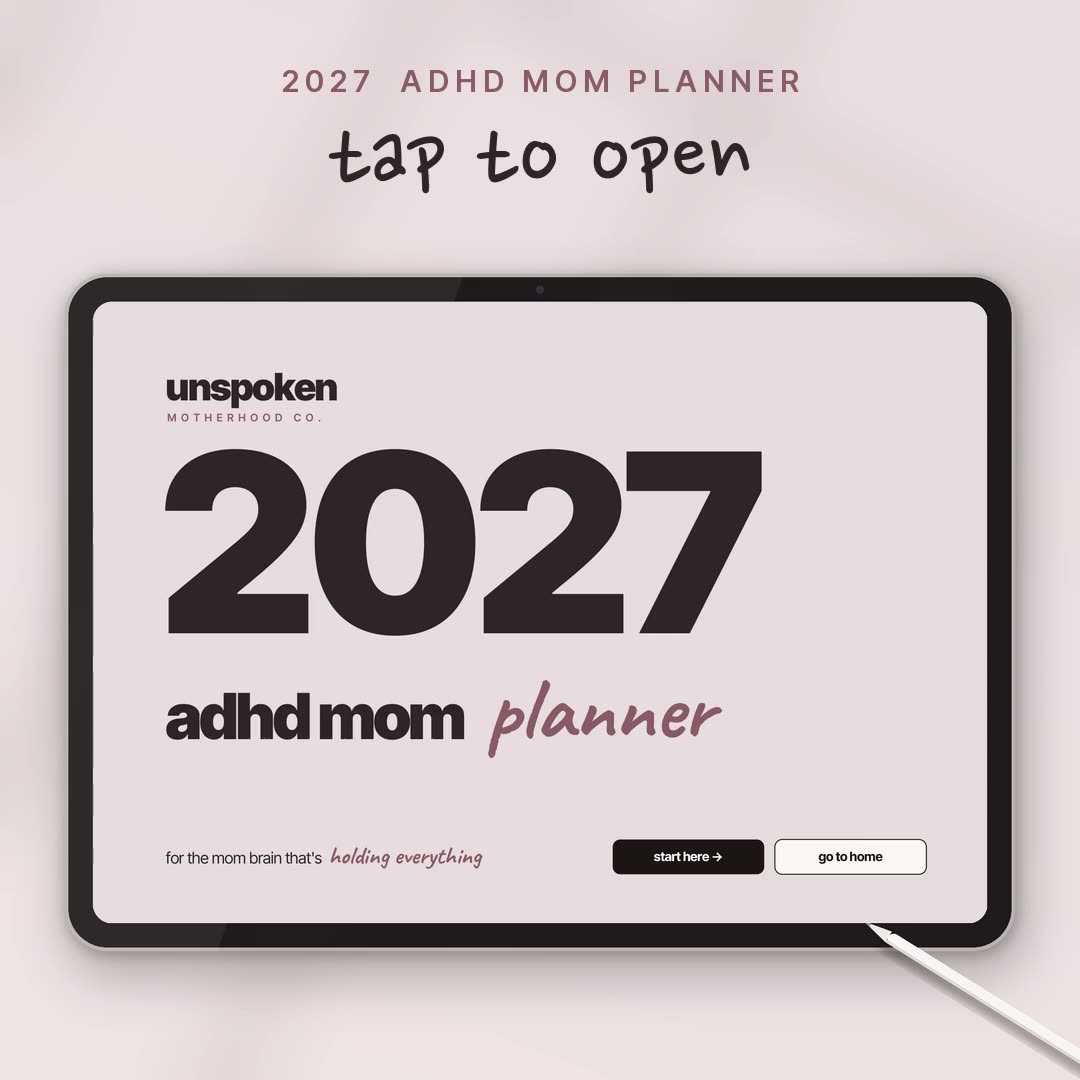 2027 ADHD MOM PLANNER
tap to open
unspoken
MOTHERHOOD CO.
2027
adhd mom planner
for the mom brain that's holding everything
start here →
go to home